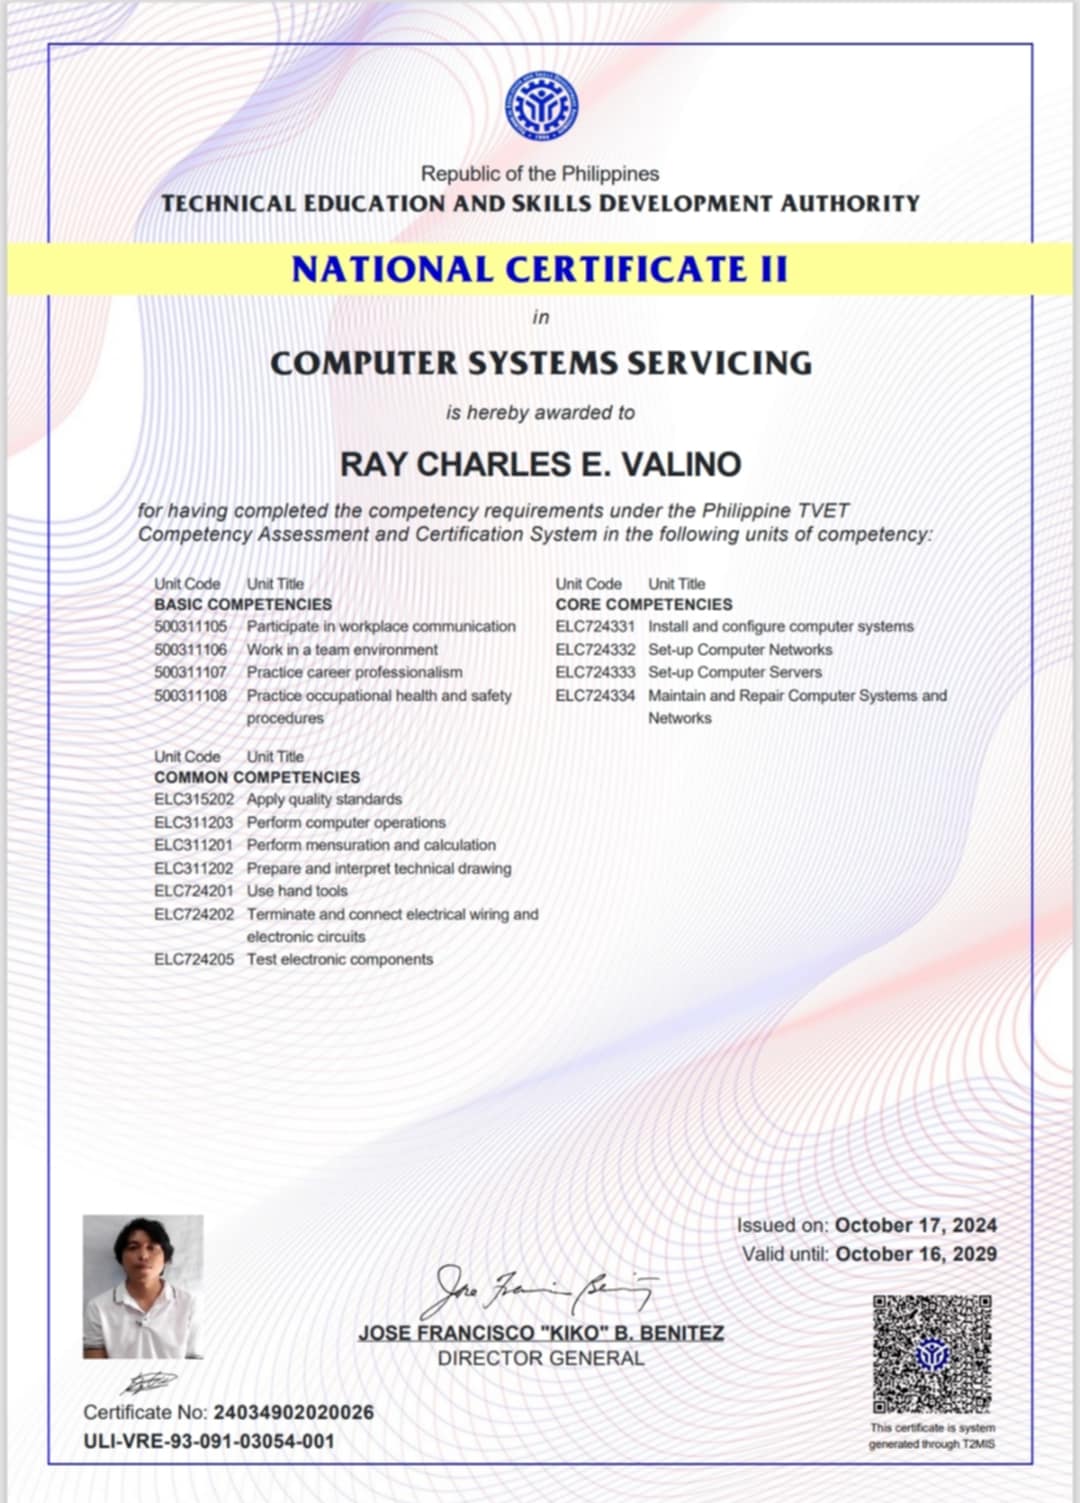 Republic of the Philippines
TECHNICAL EDUCATION AND SKILLS DEVELOPMENT AUTHORITY
NATIONAL CERTIFICATE II
in
COMPUTER SYSTEMS SERVICING
is hereby awarded to
RAY CHARLES E. VALINO
for having completed the competency requirements under the Philippine TVET
Competency Assessment and Certification System in the following units of competency:
Unit Code Unit Title
BASIC COMPETENCIES
500311105 Participate in workplace communication
500311106 Work in a team environment
500311107 Practice career professionalism
500311108 Practice occupational health and safety
procedures
Unit Code Unit Title
COMMON COMPETENCIES
ELC315202 Apply quality standards
ELC311203 Perform computer operations
ELC311201 Perform mensuration and calculation
ELC311202 Prepare and interpret technical drawing
ELC724201 Use hand tools
ELC724202 Terminate and connect electrical wiring and
electronic circuits
ELC724205 Test electronic components
Unit Code Unit Title
CORE COMPETENCIES
ELC724331 Install and configure computer systems
ELC724332 Set-up Computer Networks
ELC724333 Set-up Computer Servers
ELC724334 Maintain and Repair Computer Systems and
Networks
Issued on: October 17, 2024
Valid until: October 16, 2029
JOSE FRANCISCO "KIKO" B. BENITEZ
DIRECTOR GENERAL
Certificate No: 24034902020026
ULI-VRE-93-091-03054-001
This certificate is system
generated through T2MIS